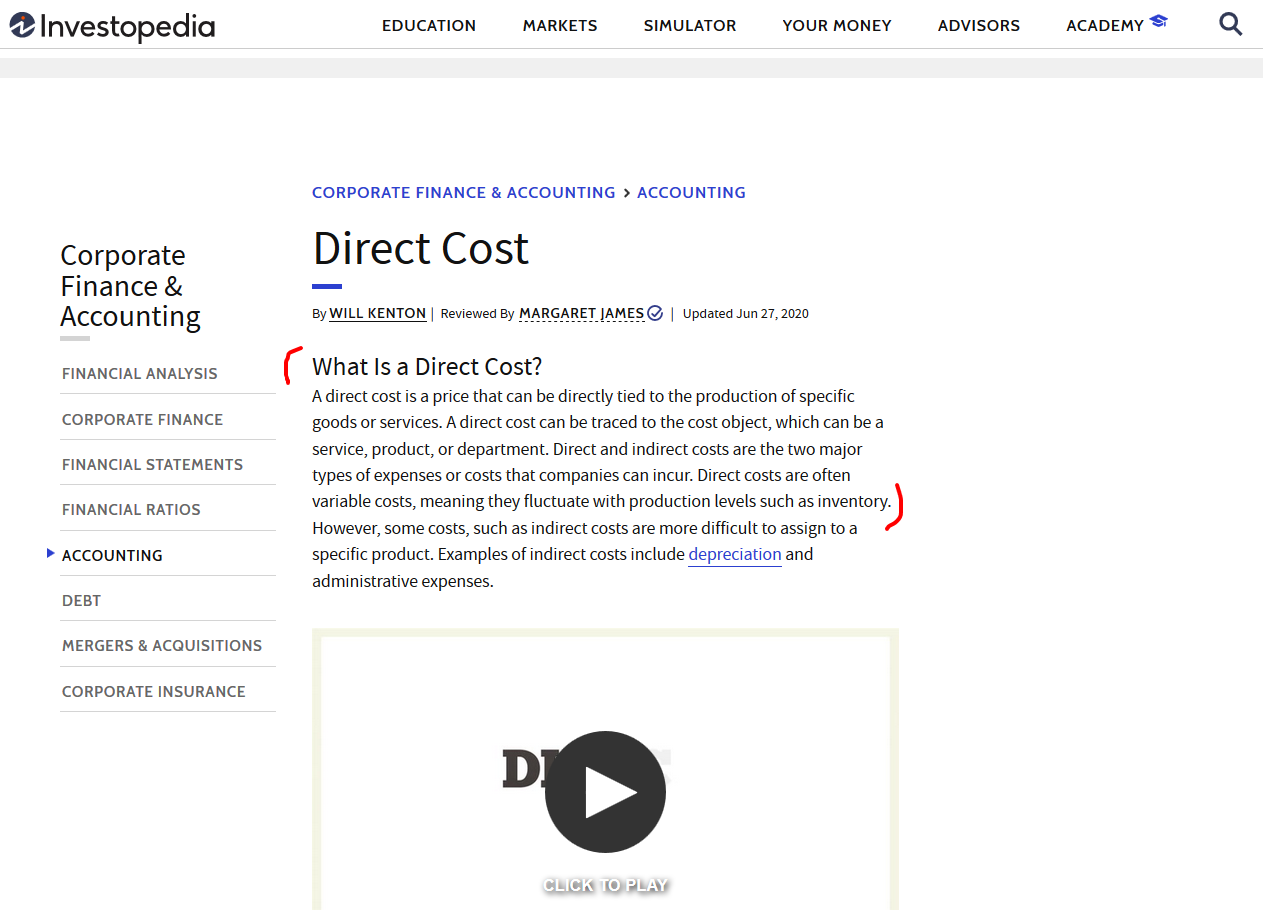 Investopedia
EDUCATION MARKETS SIMULATOR YOUR MONEY ADVISORS ACADEMY
CORPORATE FINANCE & ACCOUNTING > ACCOUNTING
Corporate
Finance &
Accounting
FINANCIAL ANALYSIS
CORPORATE FINANCE
FINANCIAL STATEMENTS
FINANCIAL RATIOS
ACCOUNTING
DEBT
MERGERS & ACQUISITIONS
CORPORATE INSURANCE
Direct Cost
By WILL KENTON | Reviewed By MARGARET JAMES | Updated Jun 27, 2020
What Is a Direct Cost?
A direct cost is a price that can be directly tied to the production of specific
goods or services. A direct cost can be traced to the cost object, which can be a
service, product, or department. Direct and indirect costs are the two major
types of expenses or costs that companies can incur. Direct costs are often
variable costs, meaning they fluctuate with production levels such as inventory.
However, some costs, such as indirect costs are more difficult to assign to a
specific product. Examples of indirect costs include depreciation and
administrative expenses.
CLICK TO PLAY